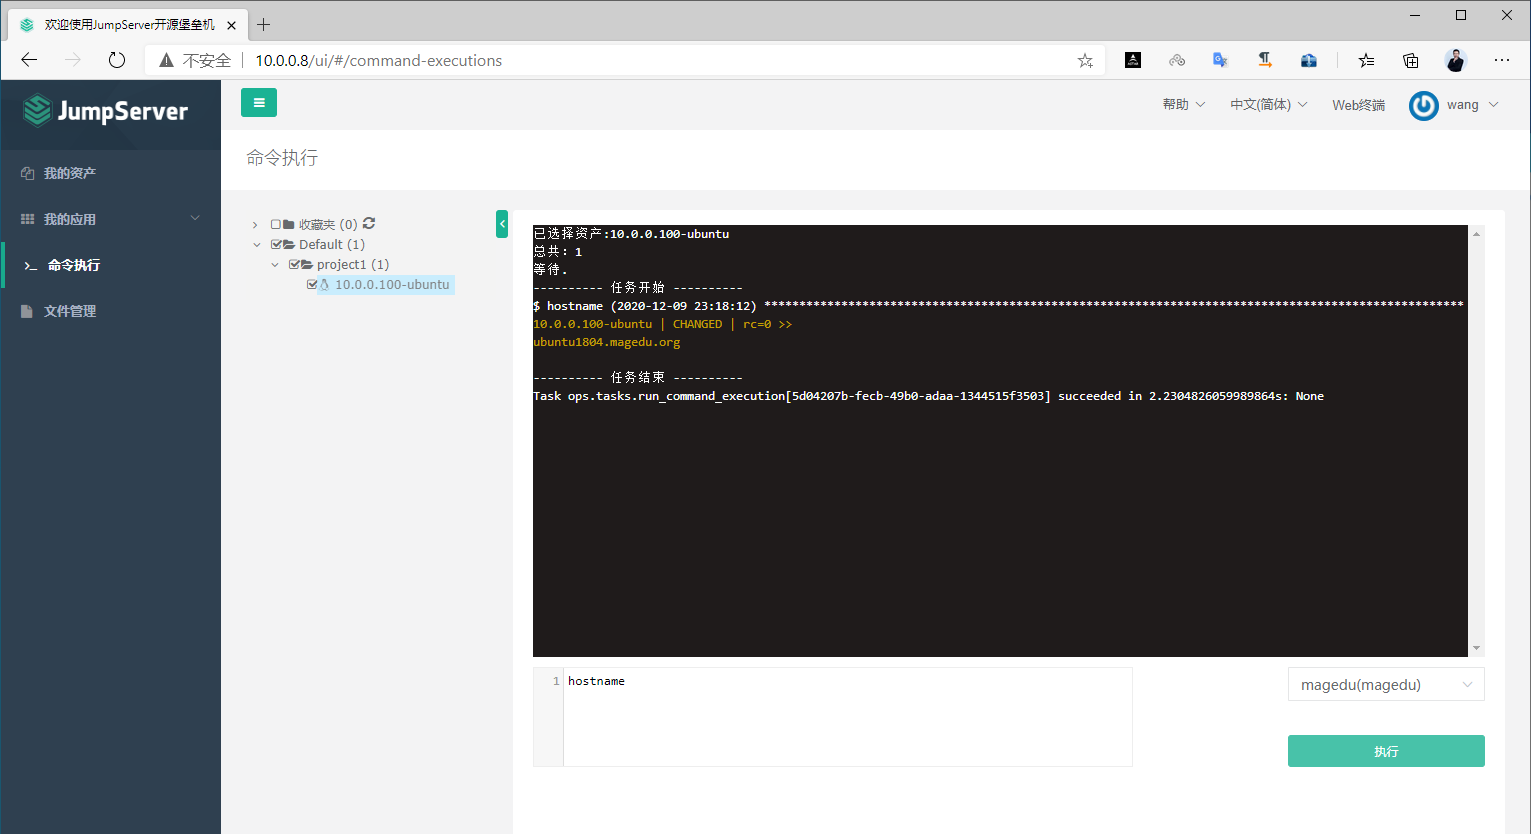 欢迎使用JumpServer开源堡垒机
不安全
10.0.0.8/ui/#/command-executions
JumpServer
帮助
中文(简体)
Web终端
wang
我的资产
我的应用
命令执行
文件管理
命令执行
收藏夹 (0)
Default (1)
project1 (1)
10.0.0.100-ubuntu
已选择资产:10.0.0.100-ubuntu
总共: 1
等待.
---------- 任务开始 ----------
$ hostname (2020-12-09 23:18:12) ****************************************************************************************************
10.0.0.100-ubuntu | CHANGED | rc=0 >>
ubuntu1804.magedu.org
---------- 任务结束 ----------
Task ops.tasks.run_command_execution[5d04207b-fecb-49b0-adaa-1344515f3503] succeeded in 2.2304826059989864s: None
1 hostname
magedu(magedu)
执行